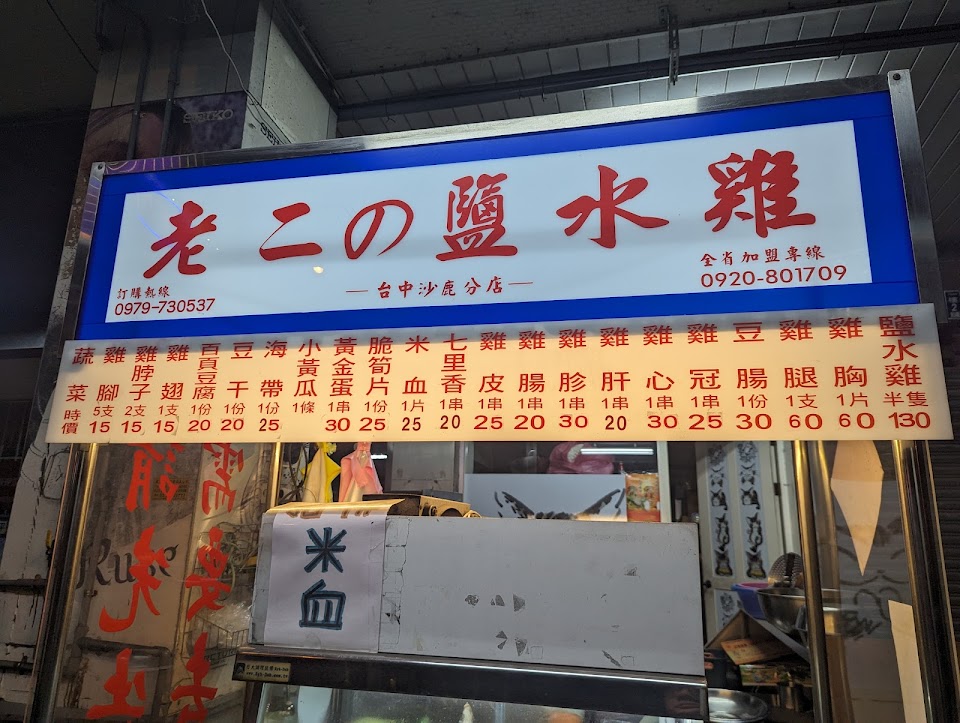 SEIKO
老二の鹽水雞
訂購熱線
0979-730537
—台中沙鹿分店—
全省加盟專線
0920-801709
鹽水雞 半隻 130
雞胸 1片 60
雞腿 1支 60
豆腸 1份 30
雞冠 1串 25
雞心 1串 30
雞肝 1串 20
雞胗 1串 30
雞腸 1串 20
雞皮 1串 25
七里香 1串 20
米血 1片 25
脆筍片 1份 25
黃金蛋 1串 30
小黃瓜 1條
海帶 1份 25
豆干 1份 20
百頁豆腐 1份 20
雞翅 1支 15
雞脖子 2支 15
雞腳 5支 15
蔬菜 時價
需要去
請先
米血